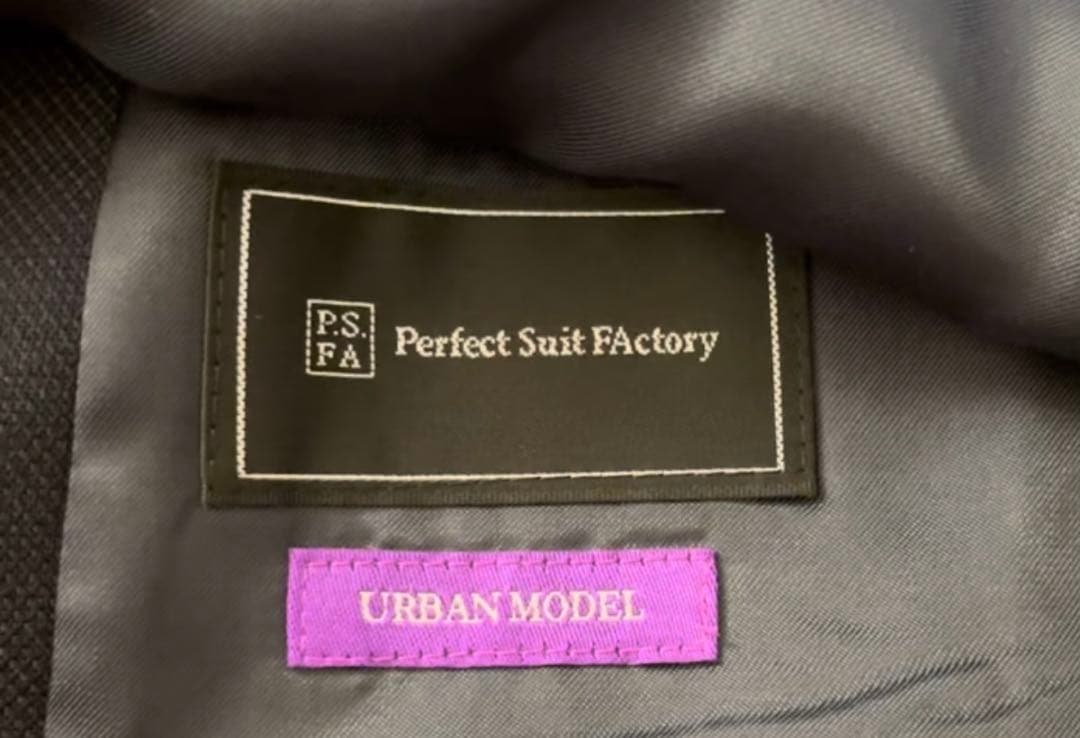 P.S.
FA
Perfect Suit FActory
URBAN MODEL